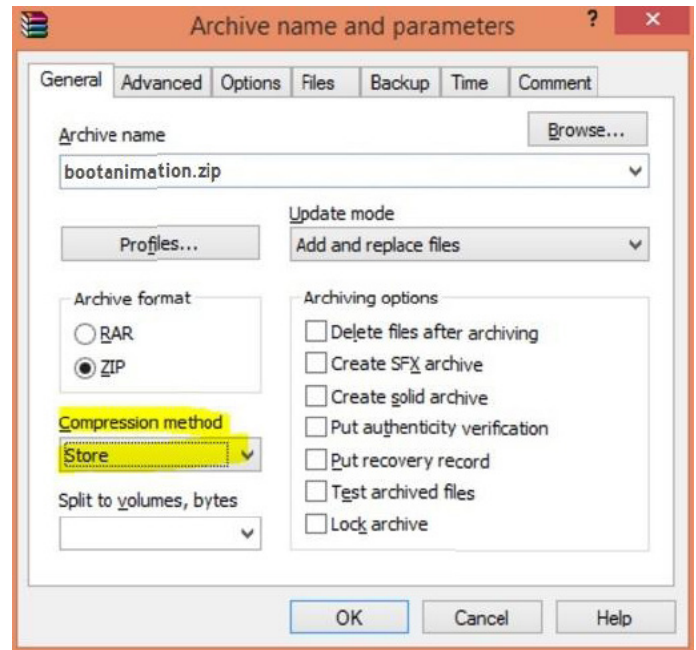 Archive name and parameters ? ×
General Advanced Options Files Backup Time Comment
Archive name
Browse...
bootanimation.zip
Update mode
Profiles...
Add and replace files
Archive format
RAR
ZIP
Compression method
Store
Split to volumes, bytes
Archiving options
Delete files after archiving
Create SFX archive
Create solid archive
Put authenticity verification
Put recovery record
Test archived files
Lock archive
OK Cancel Help